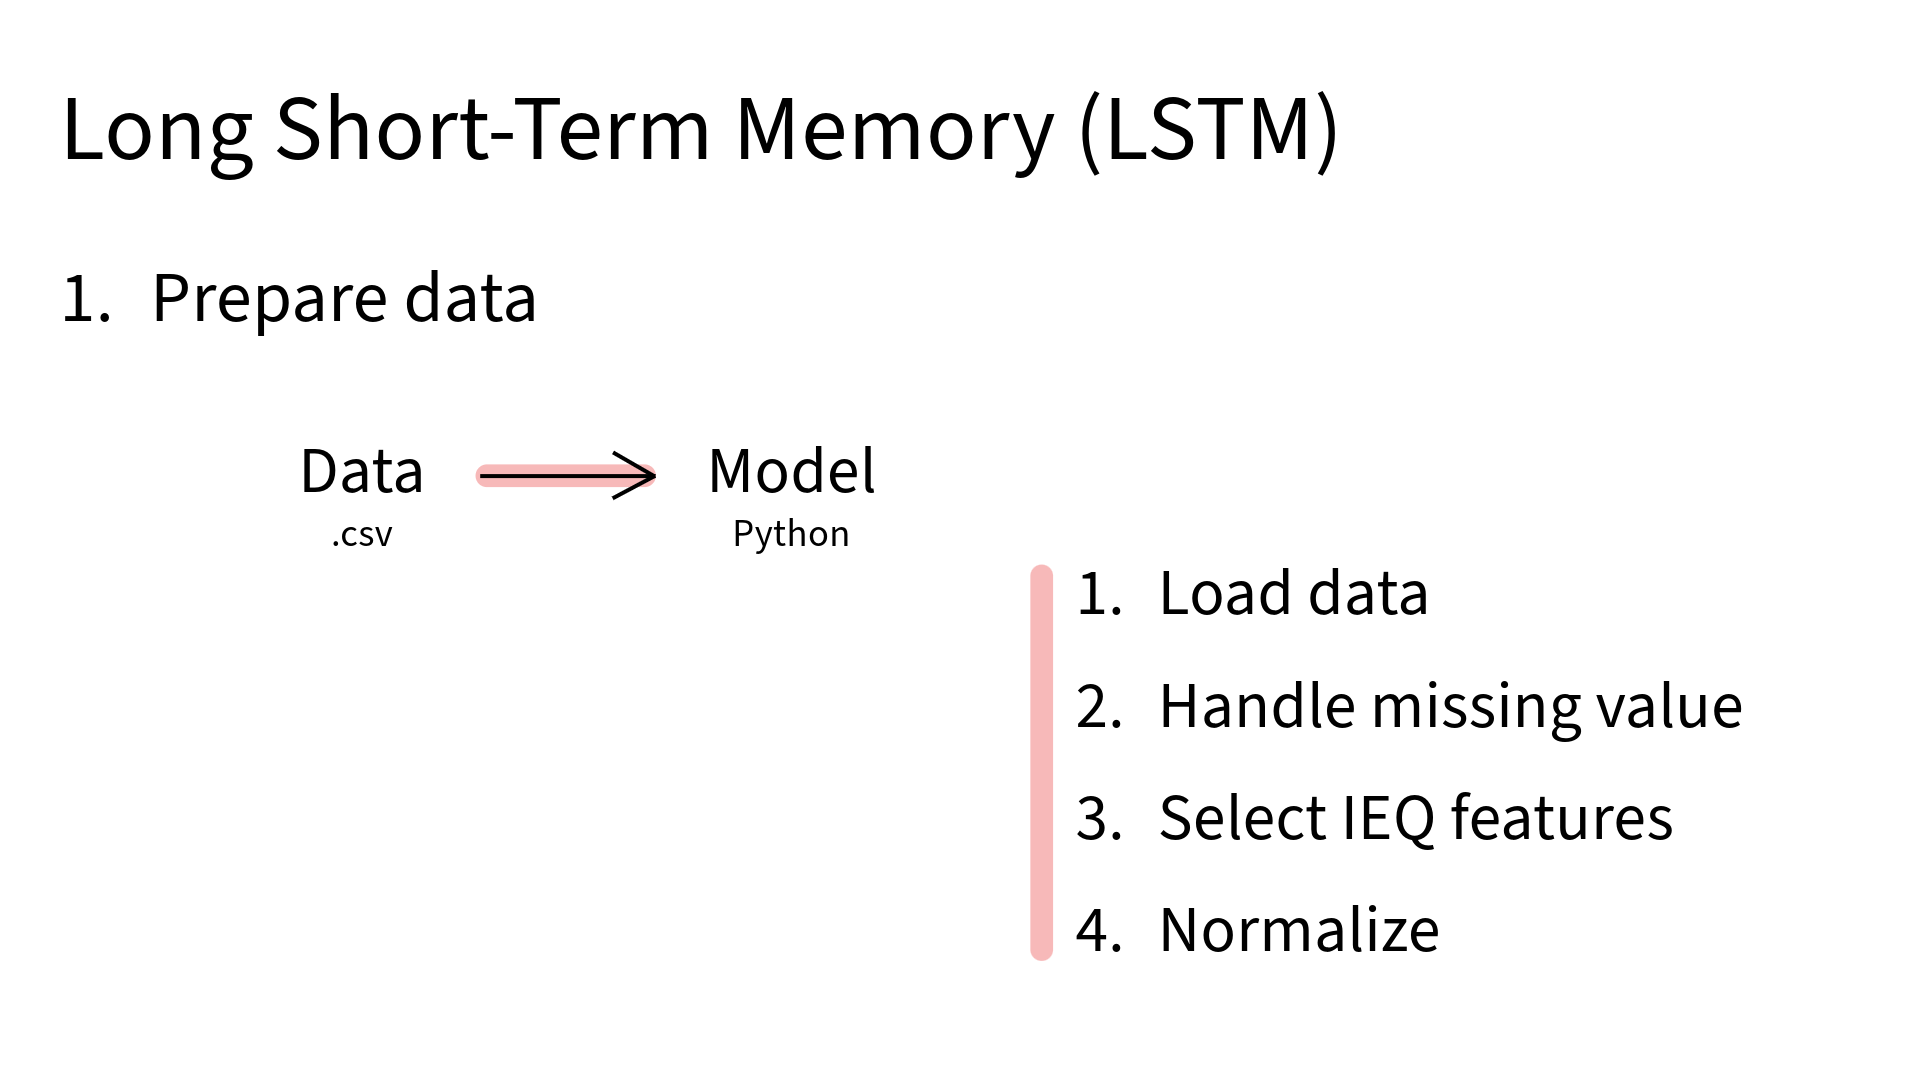 Long Short-Term Memory (LSTM)
1. Prepare data
Data
.csv
Model
Python
1. Load data
2. Handle missing value
3. Select IEQ features
4. Normalize